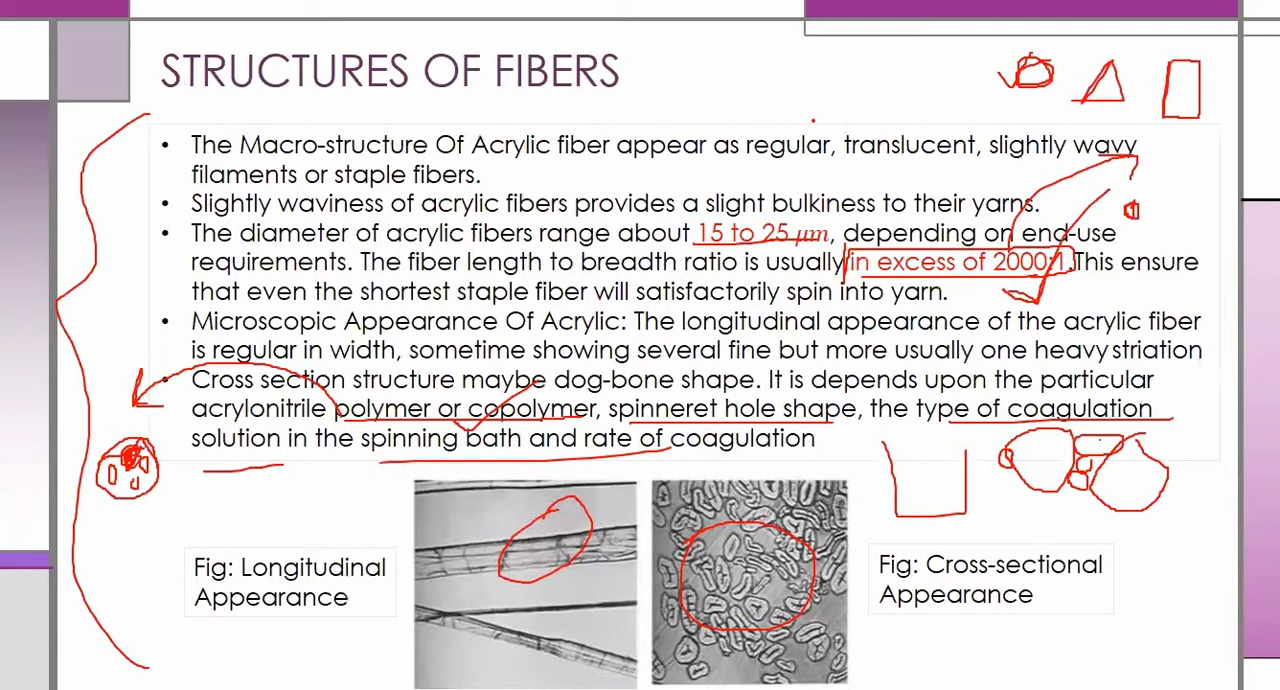 STRUCTURES OF FIBERS
• The Macro-structure Of Acrylic fiber appear as regular, translucent, slightly wavy
filaments or staple fibers.
• Slightly waviness of acrylic fibers provides a slight bulkiness to their yarns.
• The diameter of acrylic fibers range about 15 to 25 μm, depending on end-use
requirements. The fiber length to breadth ratio is usually in excess of 2000:1.This ensure
that even the shortest staple fiber will satisfactorily spin into yarn.
• Microscopic Appearance Of Acrylic: The longitudinal appearance of the acrylic fiber
is regular in width, sometime showing several fine but more usually one heavy striation
• Cross section structure maybe dog-bone shape. It is depends upon the particular
acrylonitrile polymer or copolymer, spinneret hole shape, the type of coagulation
solution in the spinning bath and rate of coagulation
Fig: Longitudinal
Appearance
Fig: Cross-sectional
Appearance